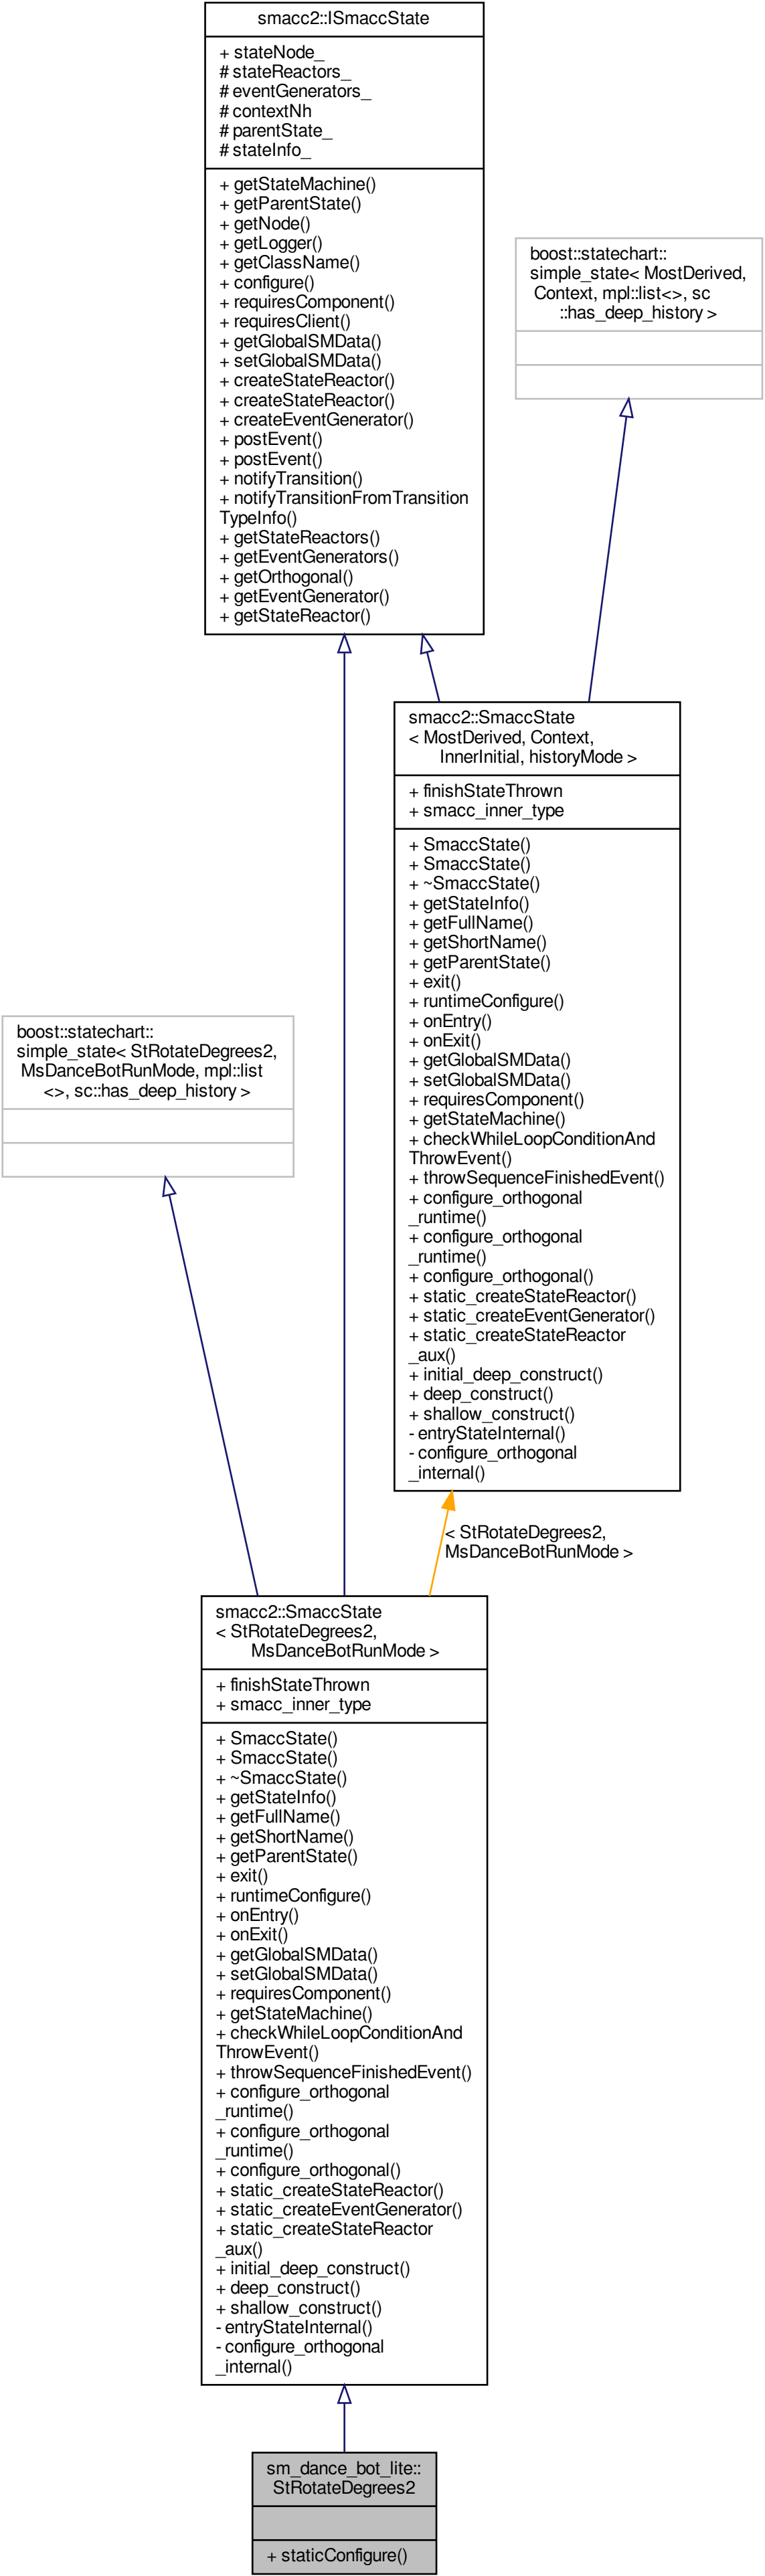 smacc2::ISmaccState
+ stateNode_
# stateReactors_
# eventGenerators_
# contextNh
# parentState_
# stateInfo_
+ getStateMachine()
+ getParentState()
+ getNode()
+ getLogger()
+ getClassName()
+ configure()
+ requiresComponent()
+ requiresClient()
+ getGlobalSMData()
+ setGlobalSMData()
+ createStateReactor()
+ createStateReactor()
+ createEventGenerator()
+ postEvent()
+ postEvent()
+ notifyTransition()
+ notifyTransitionFromTransition
TypeInfo()
+ getStateReactors()
+ getEventGenerators()
+ getOrthogonal()
+ getEventGenerator()
+ getStateReactor()
boost::statechart::
simple_state< MostDerived,
Context, mpl::list<>, sc
::has_deep_history >
smacc2::SmaccState
< MostDerived, Context,
InnerInitial, historyMode >
+ finishStateThrown
+ smacc_inner_type
+ SmaccState()
+ SmaccState()
+ ~SmaccState()
+ getStateInfo()
+ getFullName()
+ getShortName()
+ getParentState()
+ exit()
+ runtimeConfigure()
+ onEntry()
+ onExit()
+ getGlobalSMData()
+ setGlobalSMData()
+ requiresComponent()
+ getStateMachine()
+ checkWhileLoopConditionAnd
ThrowEvent()
+ throwSequenceFinishedEvent()
+ configure_orthogonal
_runtime()
+ configure_orthogonal
_runtime()
+ configure_orthogonal()
+ static_createStateReactor()
+ static_createEventGenerator()
+ static_createStateReactor
_aux()
+ initial_deep_construct()
+ deep_construct()
+ shallow_construct()
- entryStateInternal()
- configure_orthogonal
_internal()
boost::statechart::
simple_state< StRotateDegrees2,
MsDanceBotRunMode, mpl::list
<>, sc::has_deep_history >
< StRotateDegrees2,
MsDanceBotRunMode >
smacc2::SmaccState
< StRotateDegrees2,
MsDanceBotRunMode >
+ finishStateThrown
+ smacc_inner_type
+ SmaccState()
+ SmaccState()
+ ~SmaccState()
+ getStateInfo()
+ getFullName()
+ getShortName()
+ getParentState()
+ exit()
+ runtimeConfigure()
+ onEntry()
+ onExit()
+ getGlobalSMData()
+ setGlobalSMData()
+ requiresComponent()
+ getStateMachine()
+ checkWhileLoopConditionAnd
ThrowEvent()
+ throwSequenceFinishedEvent()
+ configure_orthogonal
_runtime()
+ configure_orthogonal
_runtime()
+ configure_orthogonal()
+ static_createStateReactor()
+ static_createEventGenerator()
+ static_createStateReactor
_aux()
+ initial_deep_construct()
+ deep_construct()
+ shallow_construct()
- entryStateInternal()
- configure_orthogonal
_internal()
sm_dance_bot_lite::
StRotateDegrees2
+ staticConfigure()